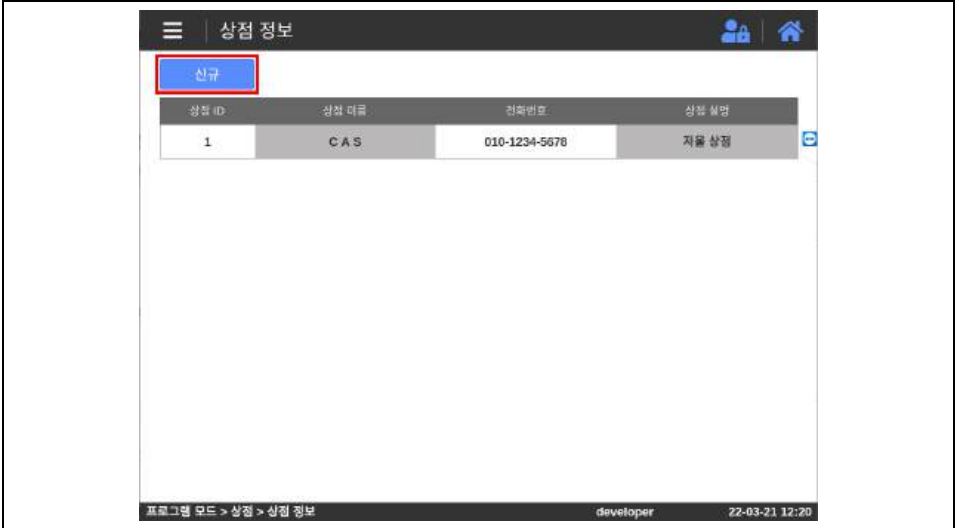 상점 정보
신규
상점 ID 상점 이름 전화번호 상점 설명
1 C A S 010-1234-5678 저울 상점
프로그램 모드 > 상점 > 상점 정보 developer 22-03-21 12:20